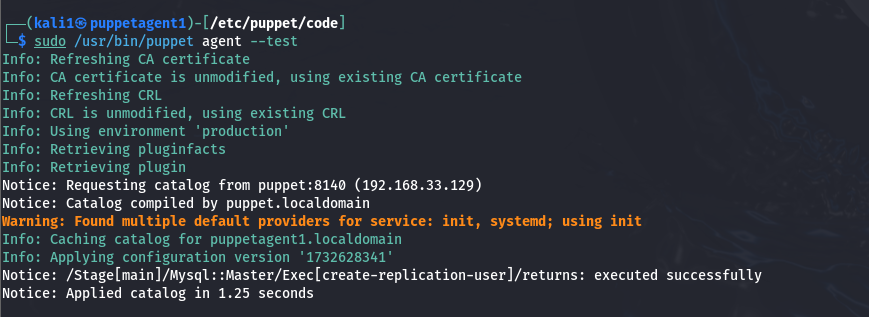 ┌──(kali1㉿puppetagent1)-[/etc/puppet/code]
└─$ sudo /usr/bin/puppet agent --test
Info: Refreshing CA certificate
Info: CA certificate is unmodified, using existing CA certificate
Info: Refreshing CRL
Info: CRL is unmodified, using existing CRL
Info: Using environment 'production'
Info: Retrieving pluginfacts
Info: Retrieving plugin
Notice: Requesting catalog from puppet:8140 (192.168.33.129)
Notice: Catalog compiled by puppet.localdomain
Warning: Found multiple default providers for service: init, systemd; using init
Info: Caching catalog for puppetagent1.localdomain
Info: Applying configuration version '1732628341'
Notice: /Stage[main]/Mysql::Master/Exec[create-replication-user]/returns: executed successfully
Notice: Applied catalog in 1.25 seconds